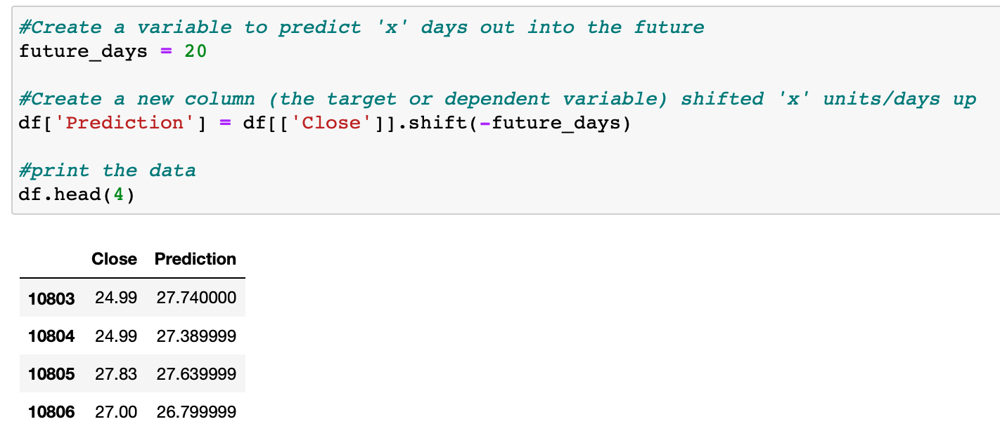 #Create a variable to predict 'x' days out into the future
future_days = 20
#Create a new column (the target or dependent variable) shifted 'x' units/days up
df['Prediction'] = df[['Close']].shift(-future_days)
#print the data
df.head(4)
Close Prediction
10803 24.99 27.740000
10804 24.99 27.389999
10805 27.83 27.639999
10806 27.00 26.799999